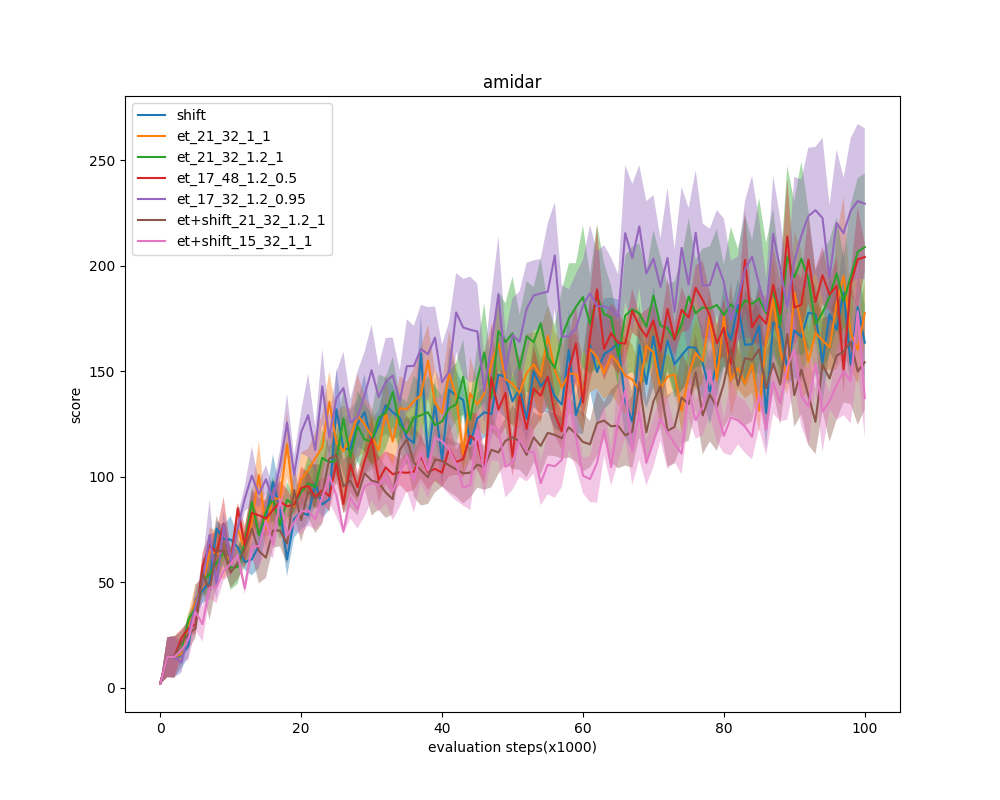 amidar
shift
et_21_32_1_1
et_21_32_1.2_1
et_17_48_1.2_0.5
et_17_32_1.2_0.95
et+shift_21_32_1.2_1
et+shift_15_32_1_1
250
200
150
100
50
0
score
0 20 40 60 80 100
evaluation steps(x1000)